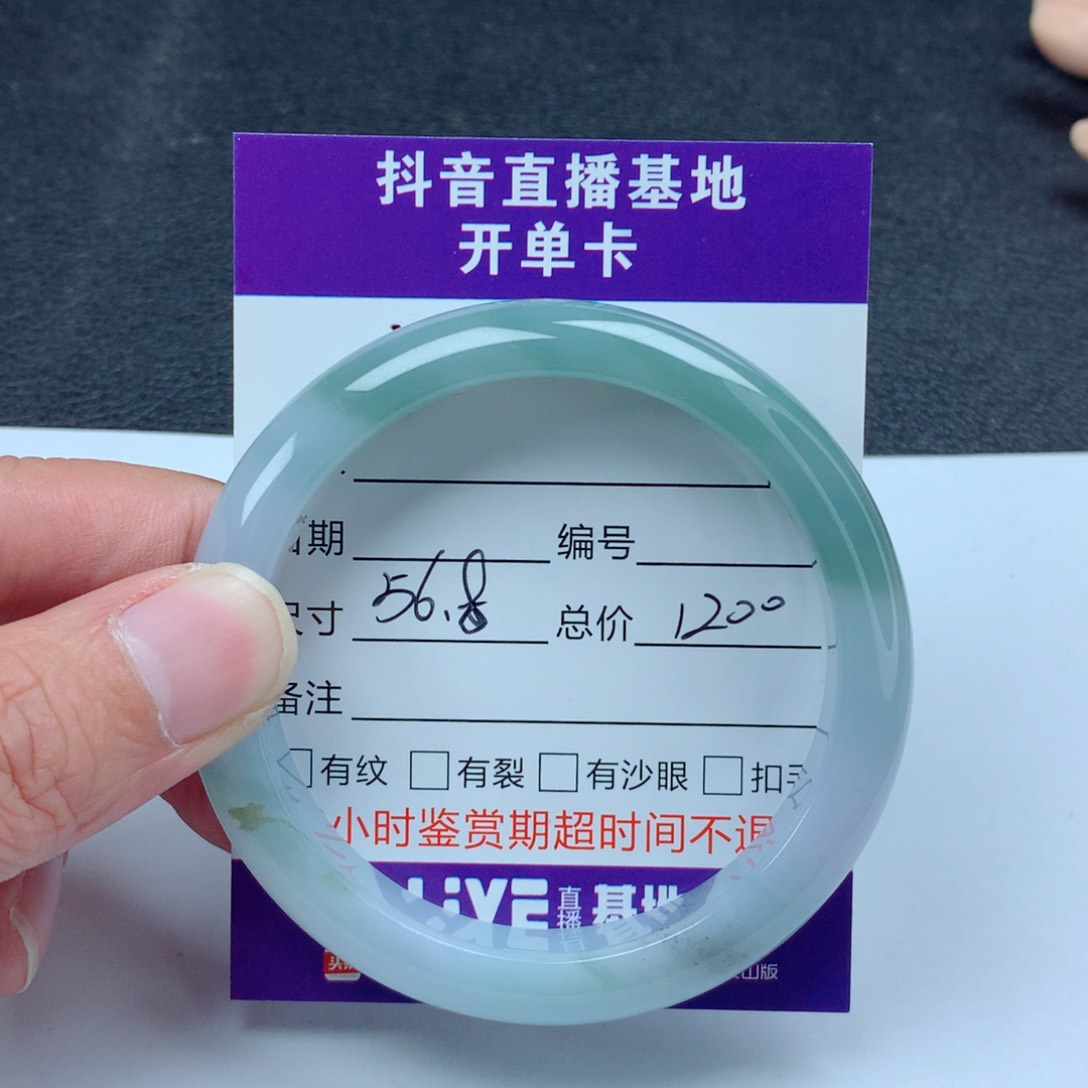 抖音直播基地
开单卡
期 编号
寸 56.8 总价 1200
备注
有纹 有裂 有沙眼 扣
小时鉴赏期超时间不退
LIVE 直播 基地